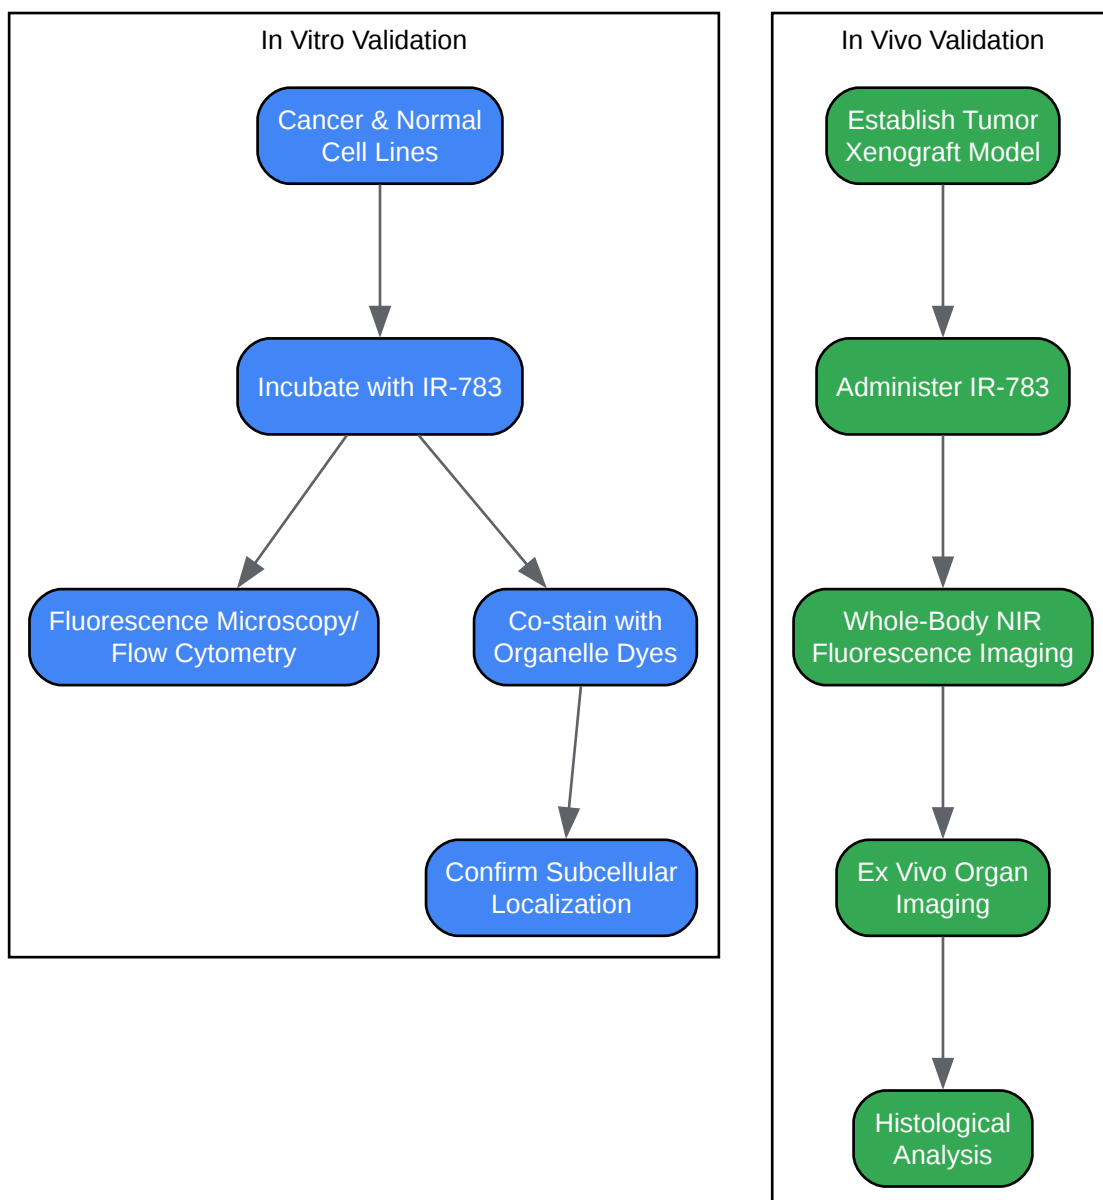 In Vitro Validation
Cancer & Normal
Cell Lines
Incubate with IR-783
Fluorescence Microscopy/
Flow Cytometry
Co-stain with
Organelle Dyes
Confirm Subcellular
Localization
In Vivo Validation
Establish Tumor
Xenograft Model
Administer IR-783
Whole-Body NIR
Fluorescence Imaging
Ex Vivo Organ
Imaging
Histological
Analysis